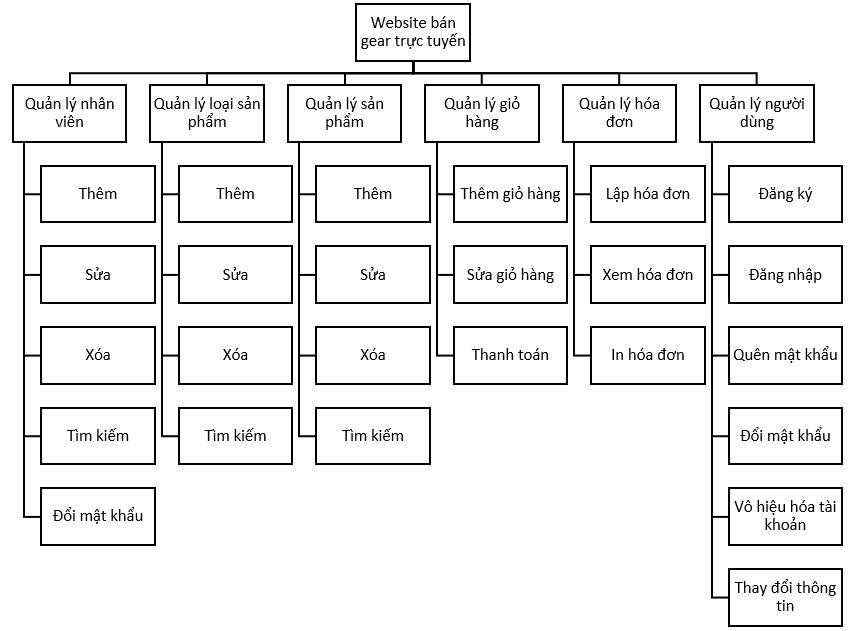 Website bán
gear trực tuyến
Quản lý nhân
viên
Quản lý loại sản
phẩm
Quản lý sản
phẩm
Quản lý giỏ
hàng
Quản lý hóa
đơn
Quản lý người
dùng
Thêm
Thêm
Thêm
Thêm giỏ hàng
Lập hóa đơn
Đăng ký
Sửa
Sửa
Sửa
Sửa giỏ hàng
Xem hóa đơn
Đăng nhập
Xóa
Xóa
Xóa
Thanh toán
In hóa đơn
Quên mật khẩu
Tìm kiếm
Tìm kiếm
Tìm kiếm
Đổi mật khẩu
Đổi mật khẩu
Vô hiệu hóa tài
khoản
Thay đổi thông
tin